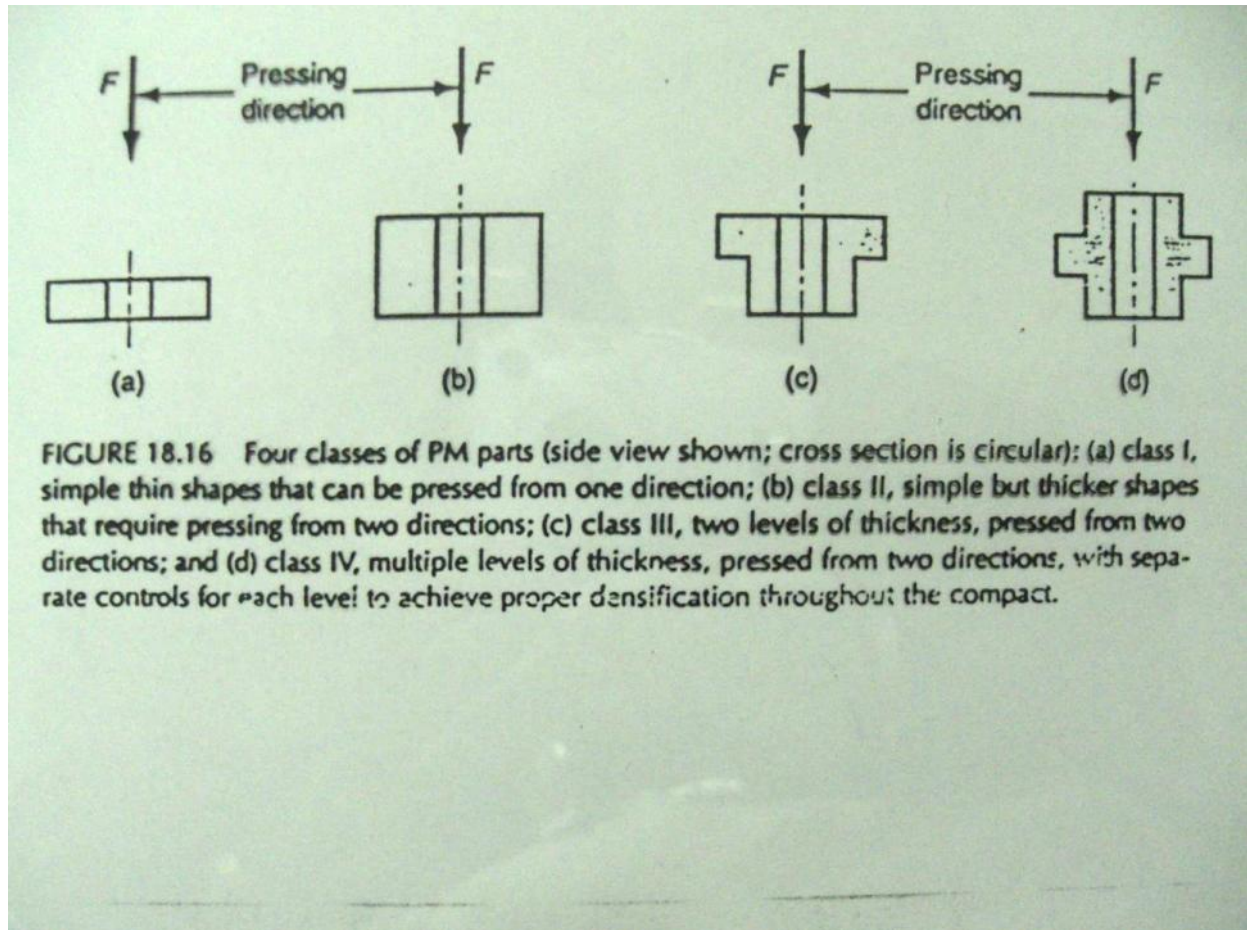 F Pressing direction F F Pressing direction F
(a) (b) (c) (d)
FIGURE 18.16 Four classes of PM parts (side view shown; cross section is circular): (a) class I,
simple thin shapes that can be pressed from one direction; (b) class II, simple but thicker shapes
that require pressing from two directions; (c) class III, two levels of thickness, pressed from two
directions; and (d) class IV, multiple levels of thickness, pressed from two directions, with sepa-
rate controls for each level to achieve proper densification throughout the compact.